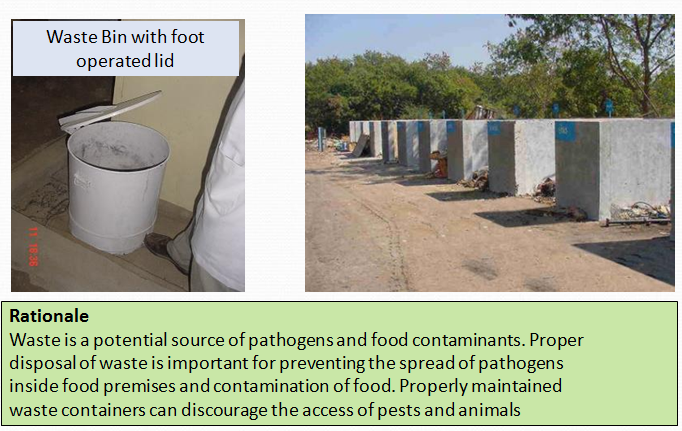 Waste Bin with foot
operated lid
Rationale
Waste is a potential source of pathogens and food contaminants. Proper
disposal of waste is important for preventing the spread of pathogens
inside food premises and contamination of food. Properly maintained
waste containers can discourage the access of pests and animals